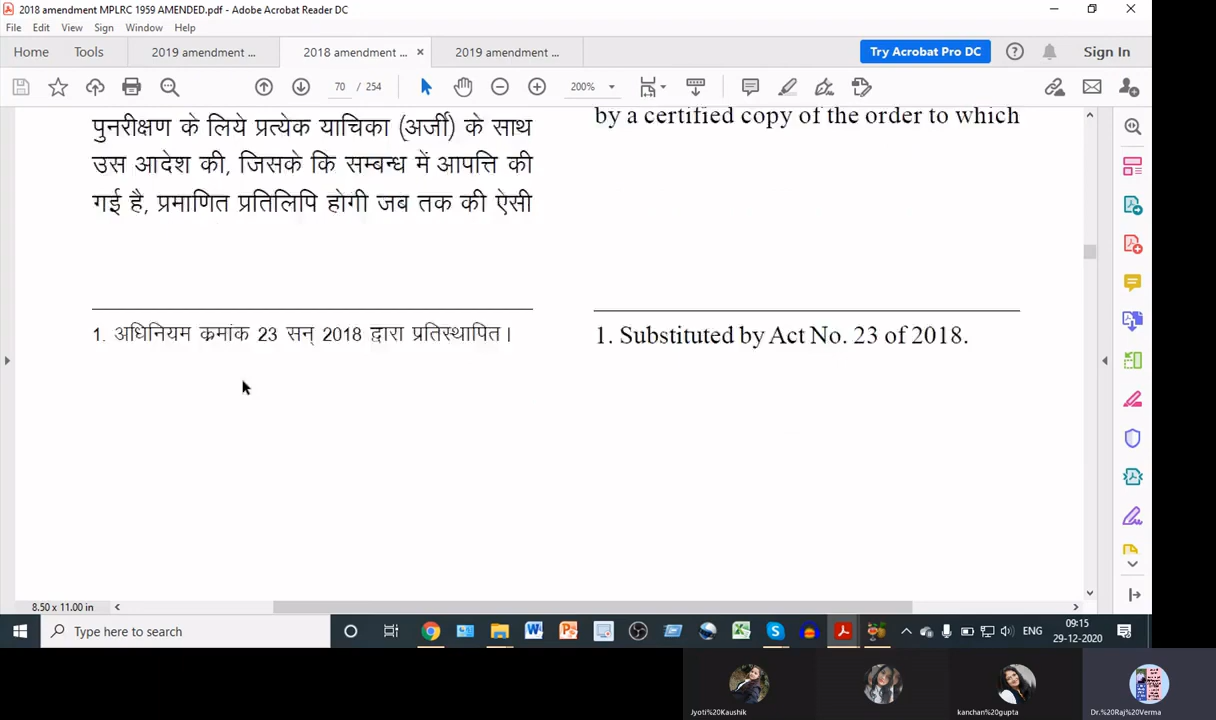 2018 amendment MPLRC 1959 AMENDED.pdf - Adobe Acrobat Reader DC
File Edit View Sign Window Help
Home Tools 2019 amendment ... 2018 amendment ... × 2019 amendment ... Try Acrobat Pro DC Sign In
70 / 254 200%
पुनरीक्षण के लिये प्रत्येक याचिका (अर्जी) के साथ
उस आदेश की, जिसके कि सम्बन्ध में आपत्ति की
गई है, प्रमाणित प्रतिलिपि होगी जब तक की ऐसी
1. अधिनियम क्रमांक 23 सन् 2018 द्वारा प्रतिस्थापित ।
by a certified copy of the order to which
1. Substituted by Act No. 23 of 2018.
8.50 x 11.00 in
Type here to search
ENG
09:15
29-12-2020
Jyoti%20Kaushik
kanchan%20gupta
Dr.%20Raj%20Verma